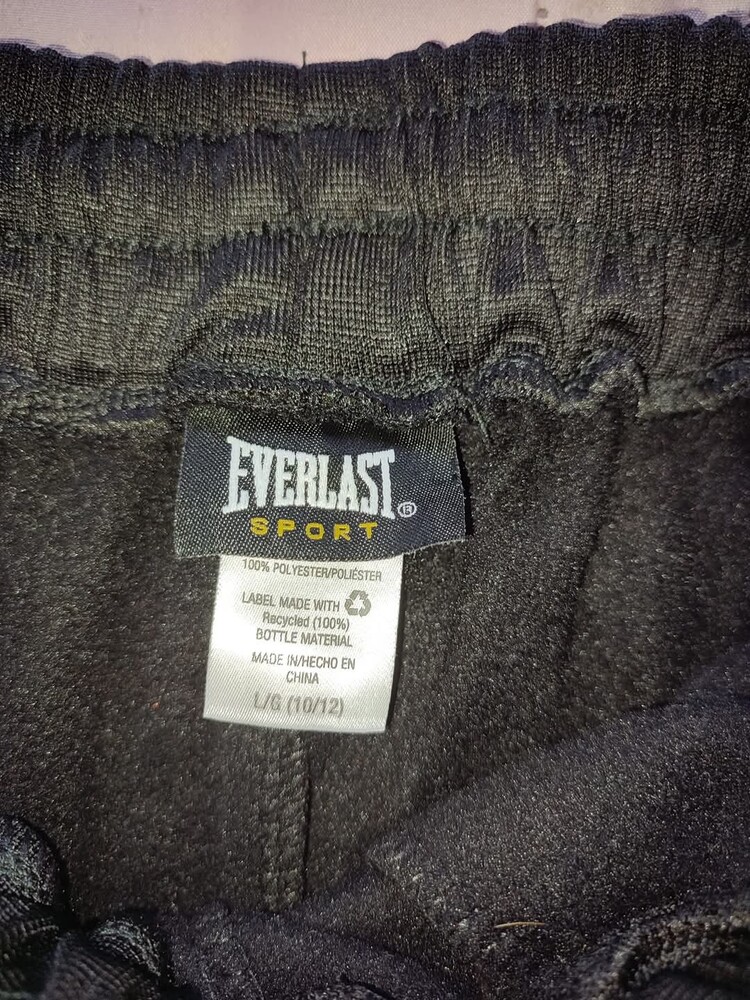 EVERLAST®
SPORT
100% POLYESTER/POLIÉSTER
LABEL MADE WITH
Recycled (100%)
BOTTLE MATERIAL
MADE IN/HECHO EN
CHINA
L/G (10/12)